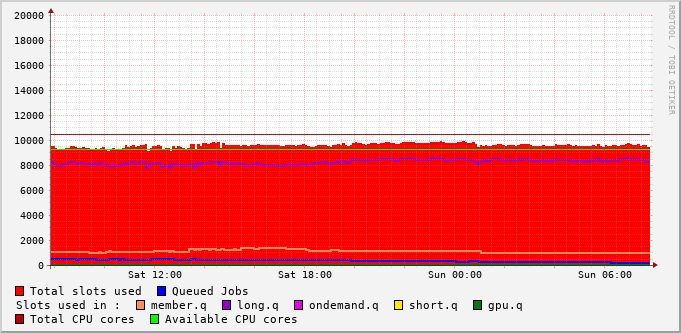 RRDTOOL / TOBI OETIKER
20000
18000
16000
14000
12000
10000
8000
6000
4000
2000
0
Sat 12:00 Sat 18:00 Sun 00:00 Sun 06:00
Total slots used Queued Jobs
Slots used in : member.q long.q ondemand.q short.q gpu.q
Total CPU cores Available CPU cores